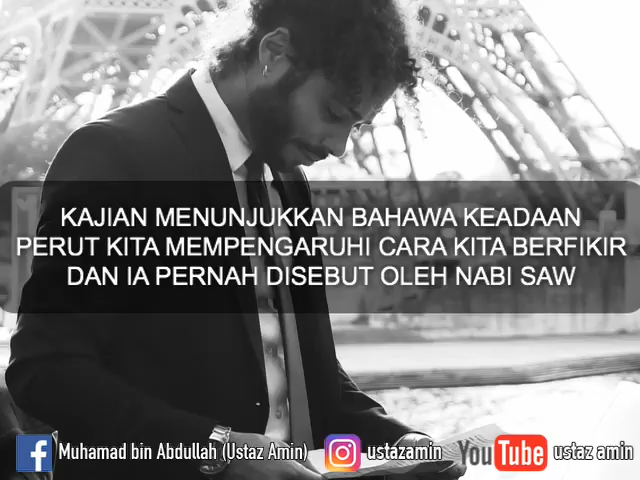 KAJIAN MENUNJUKKAN BAHAWA KEADAAN
PERUT KITA MEMPENGARUHI CARA KITA BERFIKIR
DAN IA PERNAH DISEBUT OLEH NABI SAW
f Muhamad bin Abdullah (Ustaz Amin) ustazamin YouTube ustaz amin